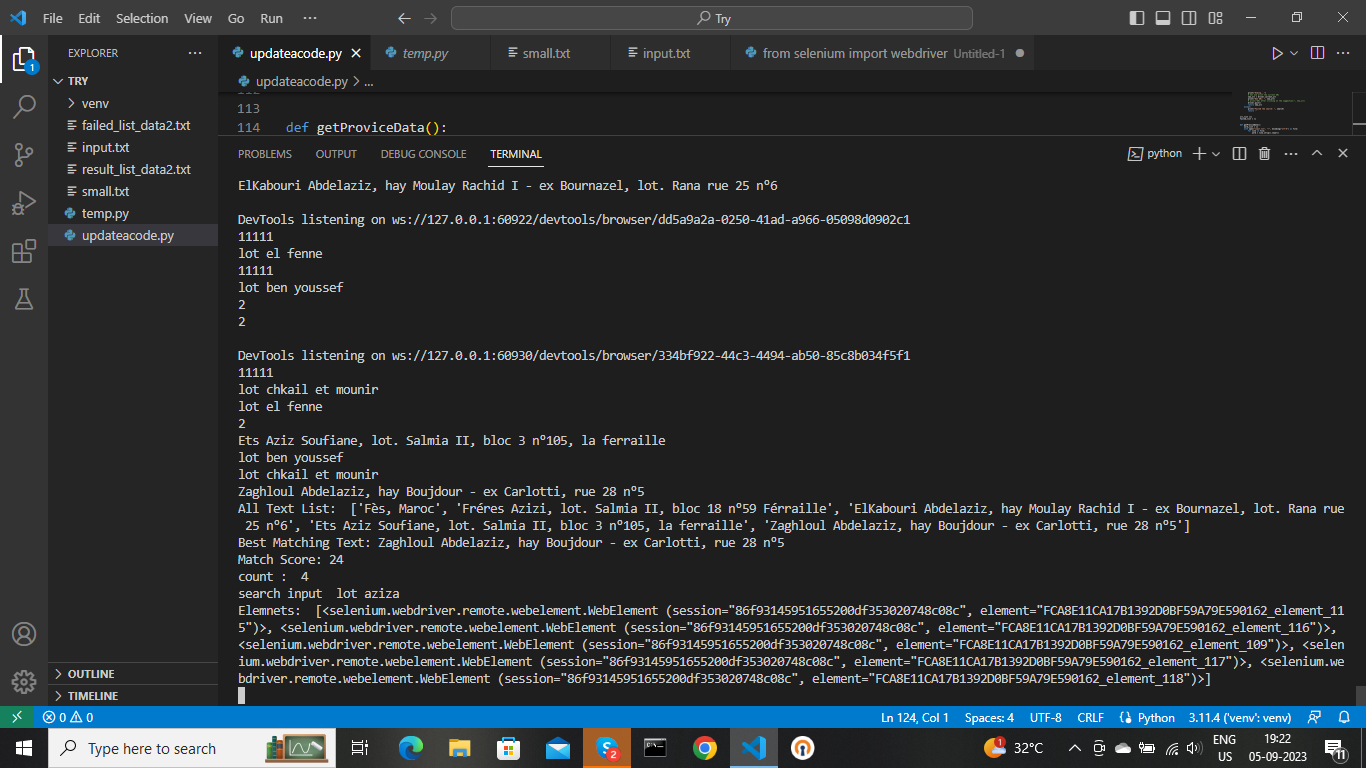 File Edit Selection View Go Run ··· Try
EXPLORER ···
TRY
venv
failed_list_data2.txt
input.txt
result_list_data2.txt
small.txt
temp.py
updateacode.py
OUTLINE
TIMELINE
1
updateacode.py temp.py small.txt input.txt from selenium import webdriver Untitled-1
updateacode.py > ...
113
114 def getProviceData():
PROBLEMS OUTPUT DEBUG CONSOLE TERMINAL python
ElKabouri Abdelaziz, hay Moulay Rachid I - ex Bournazel, lot. Rana rue 25 n°6
DevTools listening on ws://127.0.0.1:60922/devtools/browser/dd5a9a2a-0250-41ad-a966-05098d0902c1
11111
lot el fenne
11111
lot ben youssef
2
2
DevTools listening on ws://127.0.0.1:60930/devtools/browser/334bf922-44c3-4494-ab50-85c8b034f5f1
11111
lot chkail et mounir
lot el fenne
2
Ets Aziz Soufiane, lot. Salmia II, bloc 3 n°105, la ferraille
lot ben youssef
lot chkail et mounir
Zaghloul Abdelaziz, hay Boujdour - ex Carlotti, rue 28 n°5
All Text List:  ['Fès, Maroc', 'Fréres Azizi, lot. Salmia II, bloc 18 n°59 Férraille', 'ElKabouri Abdelaziz, hay Moulay Rachid I - ex Bournazel, lot. Rana rue
25 n°6', 'Ets Aziz Soufiane, lot. Salmia II, bloc 3 n°105, la ferraille', 'Zaghloul Abdelaziz, hay Boujdour - ex Carlotti, rue 28 n°5']
Best Matching Text: Zaghloul Abdelaziz, hay Boujdour - ex Carlotti, rue 28 n°5
Match Score: 24
count :  4
search input  lot aziza
Elemnets:  [<selenium.webdriver.remote.webelement.WebElement (session="86f93145951655200df353020748c08c", element="FCA8E11CA17B1392D0BF59A79E590162_element_11
5")>, <selenium.webdriver.remote.webelement.WebElement (session="86f93145951655200df353020748c08c", element="FCA8E11CA17B1392D0BF59A79E590162_element_116")>,
<selenium.webdriver.remote.webelement.WebElement (session="86f93145951655200df353020748c08c", element="FCA8E11CA17B1392D0BF59A79E590162_element_109")>, <selen
ium.webdriver.remote.webelement.WebElement (session="86f93145951655200df353020748c08c", element="FCA8E11CA17B1392D0BF59A79E590162_element_117")>, <selenium.we
bdriver.remote.webelement.WebElement (session="86f93145951655200df353020748c08c", element="FCA8E11CA17B1392D0BF59A79E590162_element_118")>]
0 0 Ln 124, Col 1 Spaces: 4 UTF-8 CRLF Python 3.11.4 ('venv': venv)
Type here to search 2 1 32°C ENG US 19:22 05-09-2023 11